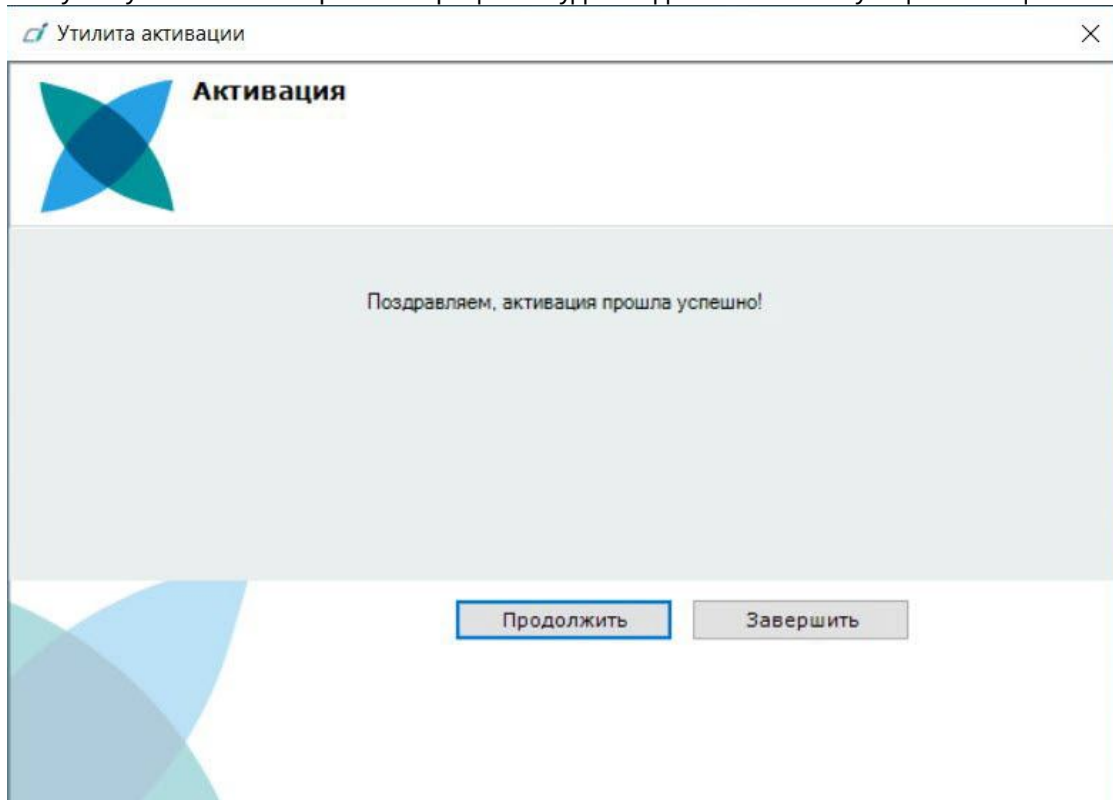 Утилита активации
Активация
Поздравляем, активация прошла успешно!
Продолжить
Завершить